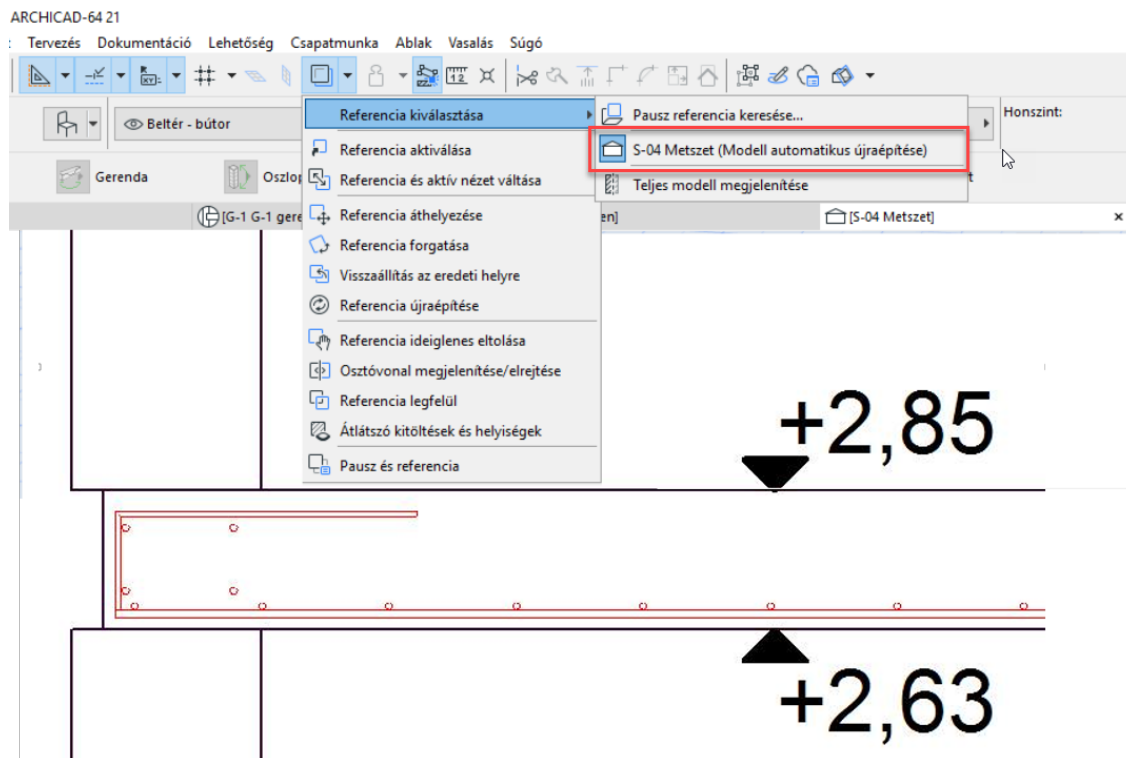 ARCHICAD-64 21
: Tervezés Dokumentáció Lehetőség Csapatmunka Ablak Vasalás Súgó
Beltér - bútor
Honszint:
Gerenda
Oszlop
t
[G-1 G-1 gere
en]
[S-04 Metszet]
×
Referencia kiválasztása
Referencia aktiválása
Referencia és aktív nézet váltása
Referencia áthelyezése
Referencia forgatása
Visszaállítás az eredeti helyre
Referencia újraépítése
Referencia ideiglenes eltolása
Osztóvonal megjelenítése/elrejtése
Referencia legfelül
Átlátszó kitöltések és helyiségek
Pausz és referencia
Pausz referencia keresése...
S-04 Metszet (Modell automatikus újraépítése)
Teljes modell megjelenítése
+2,85
+2,63